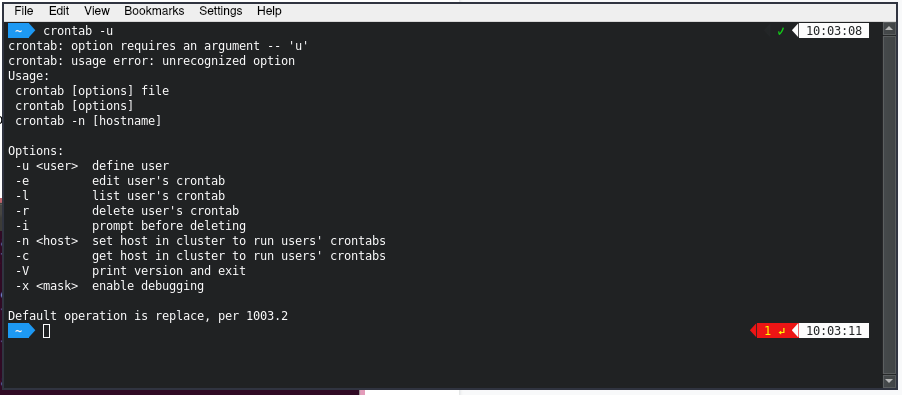 File Edit View Bookmarks Settings Help
~ crontab -u ✓ 10:03:08
crontab: option requires an argument -- 'u'
crontab: usage error: unrecognized option
Usage:
 crontab [options] file
 crontab [options]
 crontab -n [hostname]

Options:
 -u <user>  define user
 -e         edit user's crontab
 -l         list user's crontab
 -r         delete user's crontab
 -i         prompt before deleting
 -n <host>  set host in cluster to run users' crontabs
 -c         get host in cluster to run users' crontabs
 -V         print version and exit
 -x <mask>  enable debugging

Default operation is replace, per 1003.2
~ 1 ↵ 10:03:11